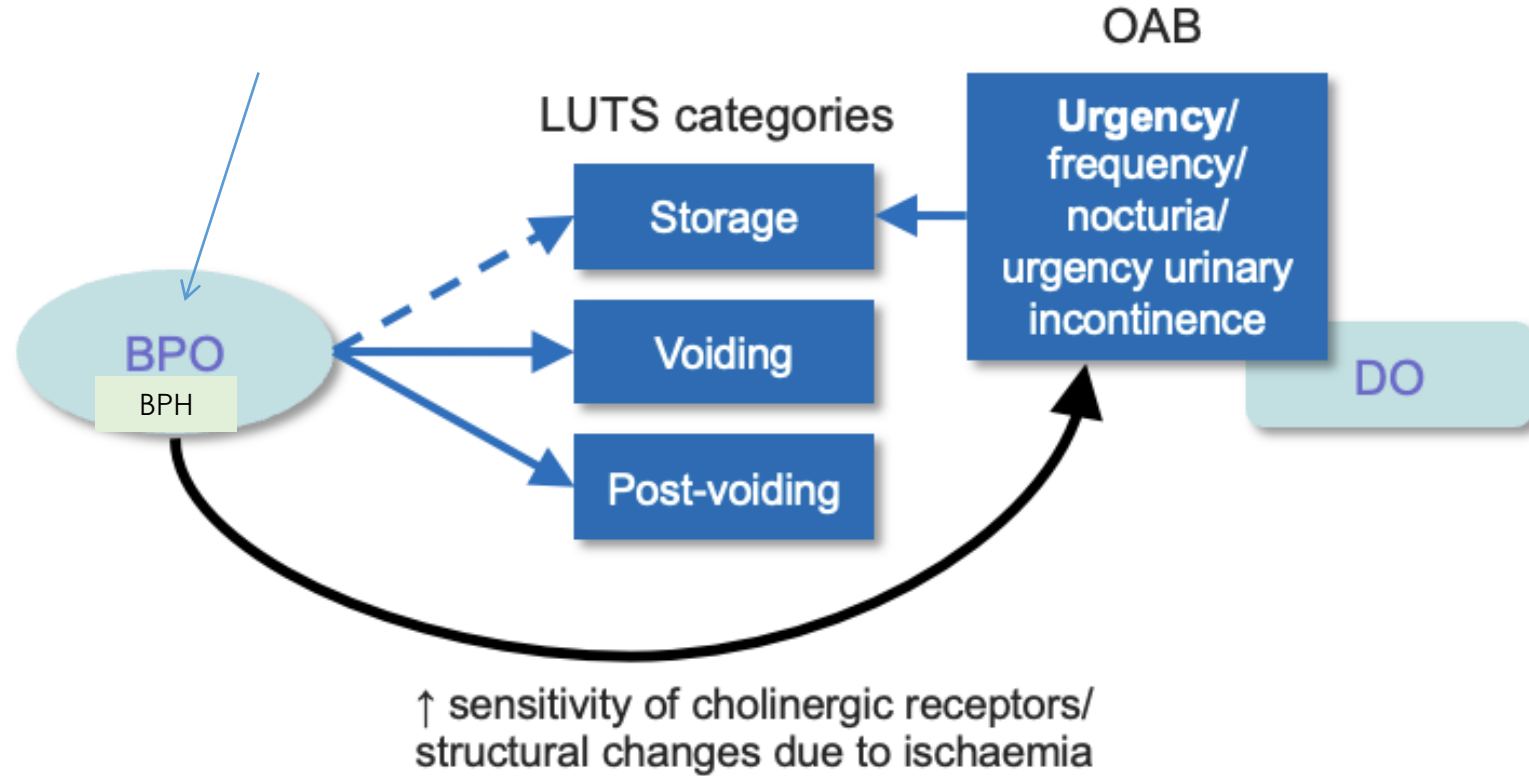 OAB
LUTS categories
Urgency/
frequency/
nocturia/
urgency urinary
incontinence
Storage
Voiding
Post-voiding
BPO
BPH
DO
↑ sensitivity of cholinergic receptors/
structural changes due to ischaemia